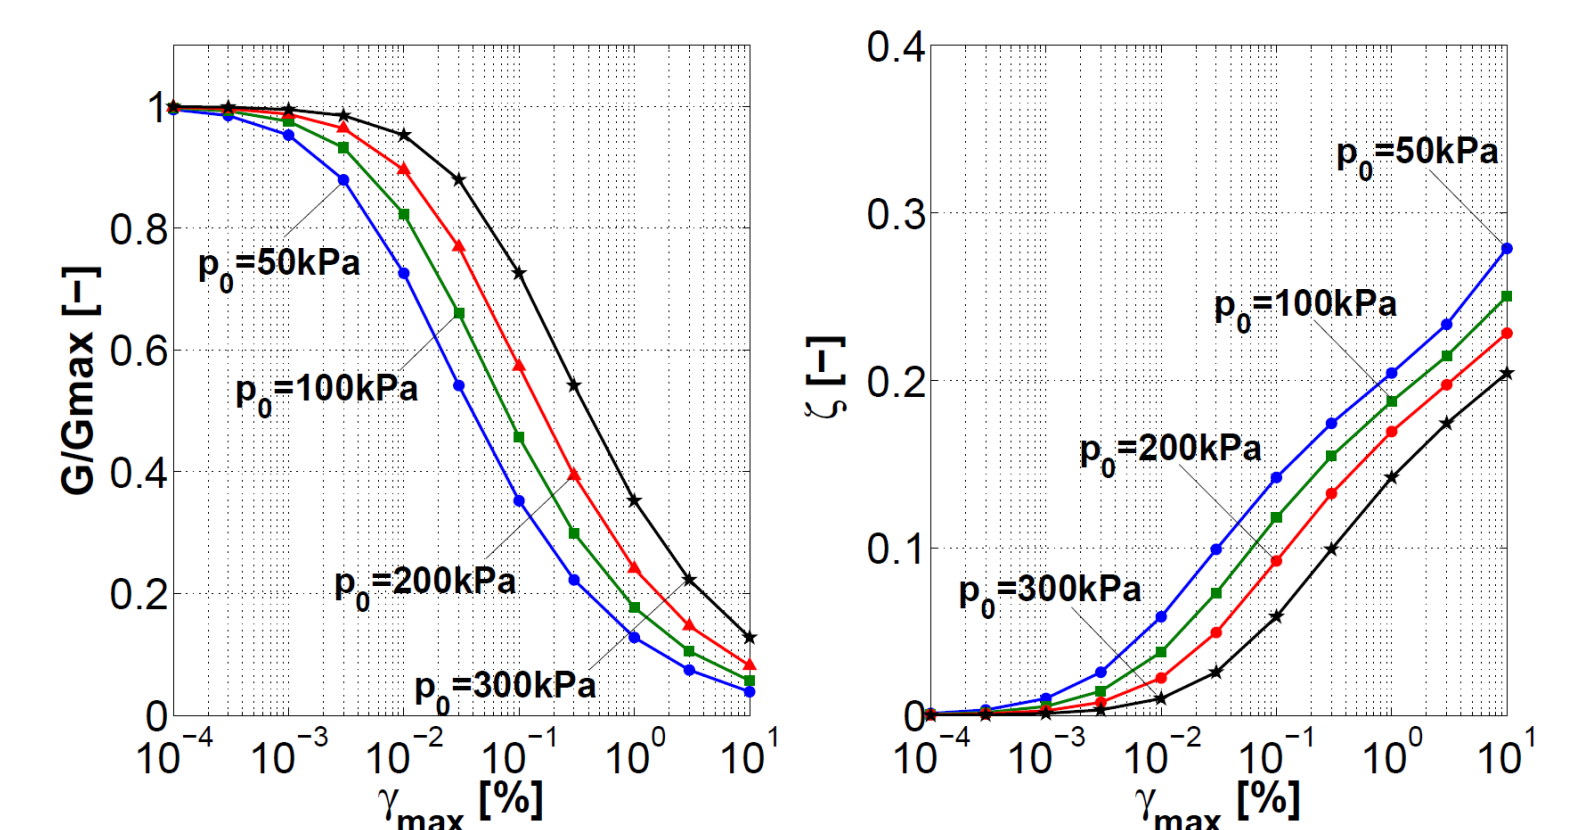 1
0.8
0.6
0.4
0.2
0
G/Gmax [−]
p₀=50kPa
p₀=100kPa
p₀=200kPa
p₀=300kPa
10⁻⁴ 10⁻³ 10⁻² 10⁻¹ 10⁰ 10¹
γmax [%]
0.4
0.3
0.2
0.1
0
ζ [−]
p₀=50kPa
p₀=100kPa
p₀=200kPa
p₀=300kPa
10⁻⁴ 10⁻³ 10⁻² 10⁻¹ 10⁰ 10¹
γmax [%]